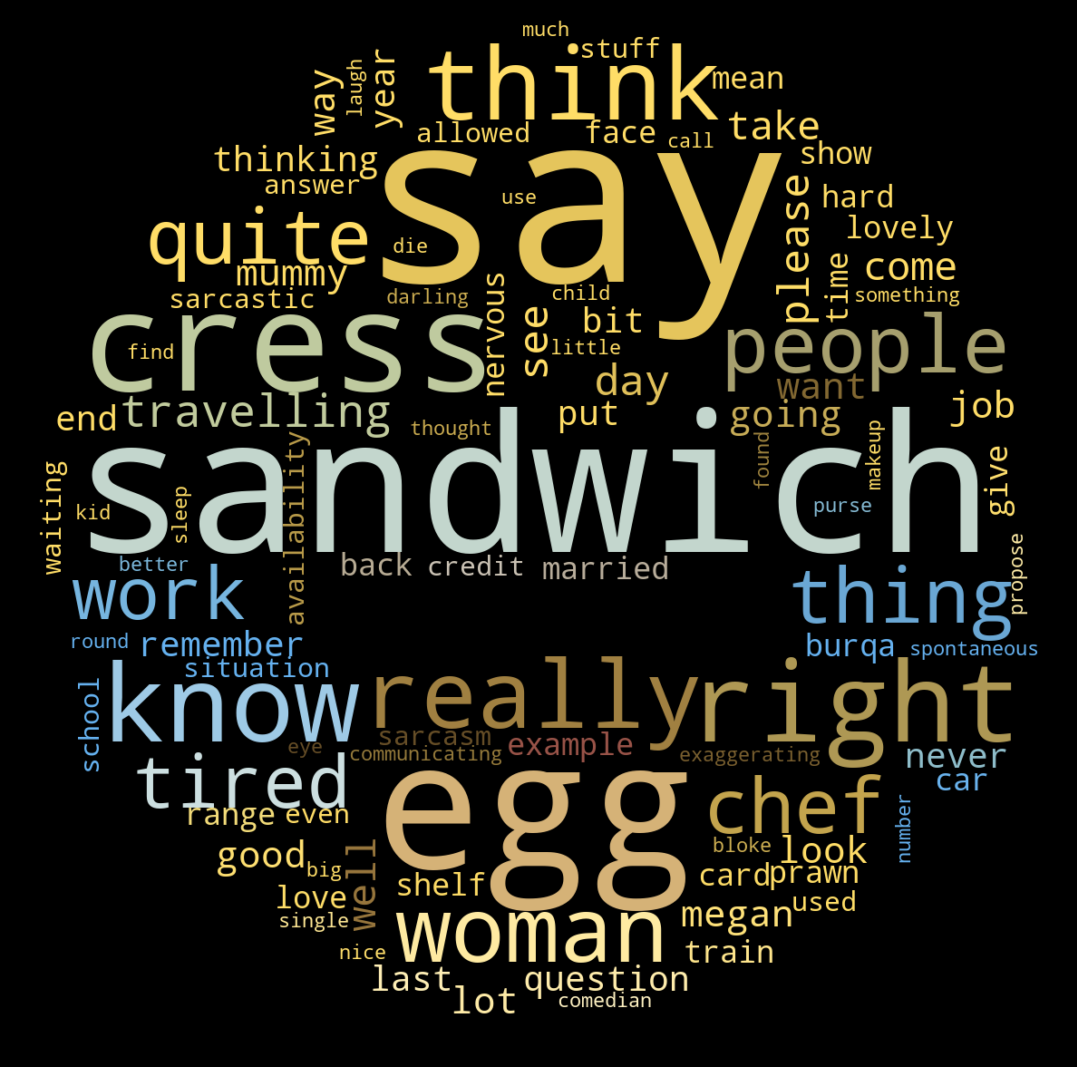 much
think
stuff
way
laugh
year
mean
allowed
face
call
take
thinking
answer
say
show
use
hard
quite
die
please
lovely
mummy
time
come
sarcastic
darling
child
something
cress
find
nervous
see
bit
little
people
day
want
end
travelling
thought
put
going
job
sandwich
waiting
kid
sleep
availability
found
makeup
purse
give
better
back
credit
married
propose
work
thing
round
remember
burqa
spontaneous
situation
school
know
really
right
eye
sarcasm
communicating
example
exaggerating
never
tired
egg
chef
car
range
even
number
good
big
well
bloke
look
shelf
card
prawn
love
single
woman
megan
used
nice
train
last
question
lot
comedian